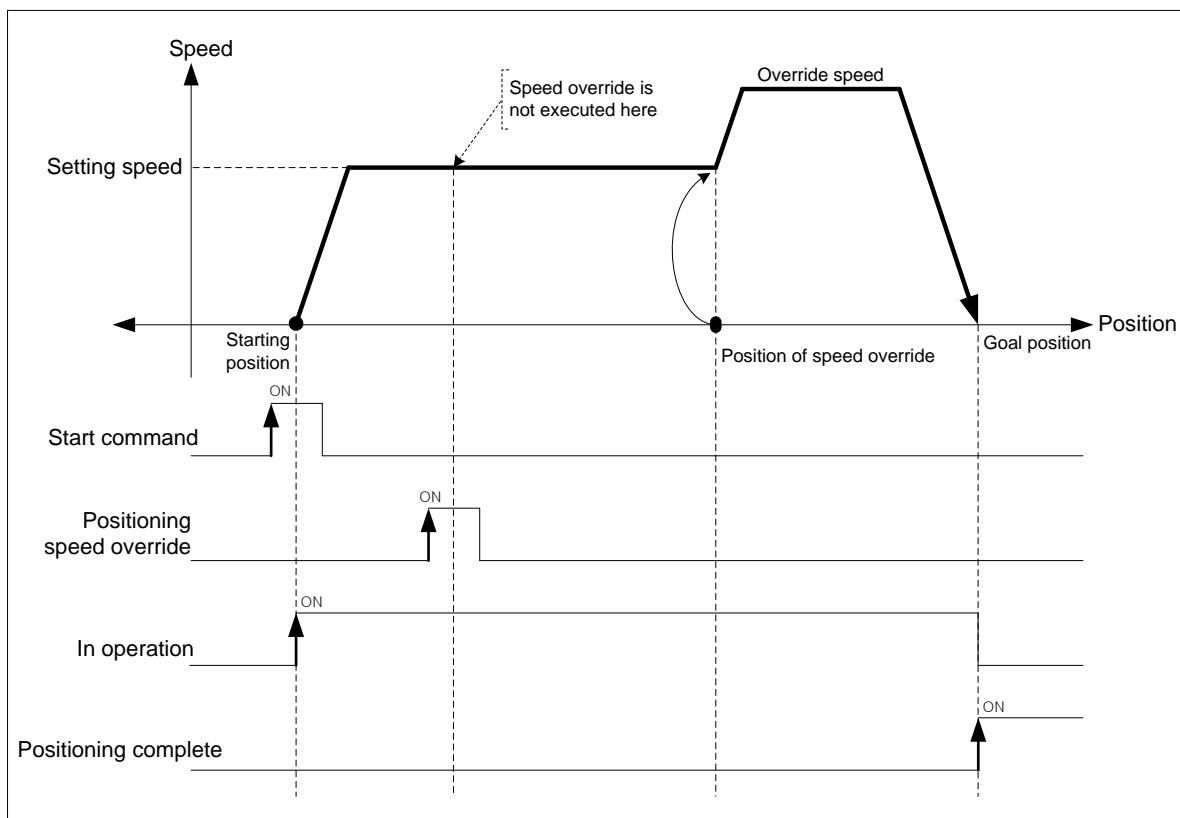 Speed
Override speed
Speed override is
not executed here
Setting speed
Position
Starting
position
Position of speed override
Goal position
ON
Start command
ON
Positioning
speed override
ON
In operation
ON
Positioning complete